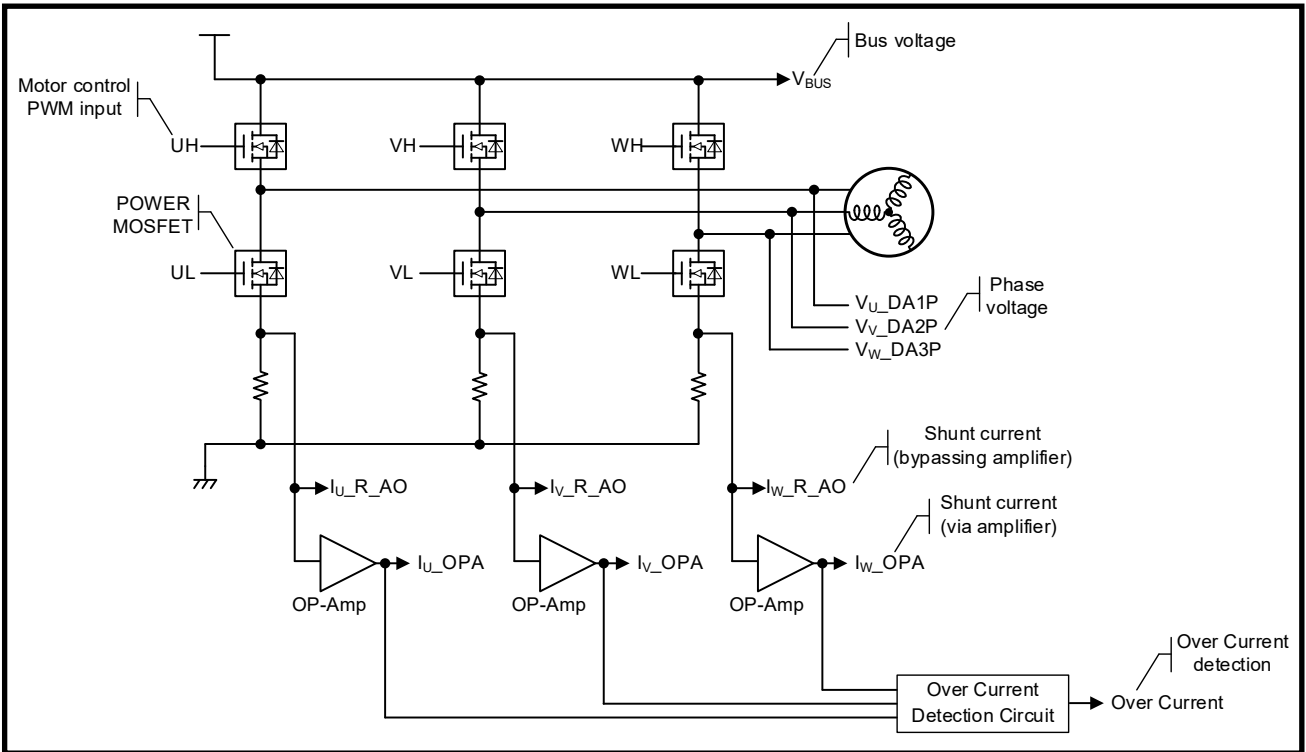 Bus voltage
V_BUS
Motor control
PWM input
UH
VH
WH
POWER
MOSFET
UL
VL
WL
Phase
voltage
V_U_DA1P
V_V_DA2P
V_W_DA3P
Shunt current
(bypassing amplifier)
I_U_R_AO
I_V_R_AO
I_W_R_AO
Shunt current
(via amplifier)
I_U_OPA
I_V_OPA
I_W_OPA
OP-Amp
OP-Amp
OP-Amp
Over Current
detection
Over Current
Detection Circuit
Over Current